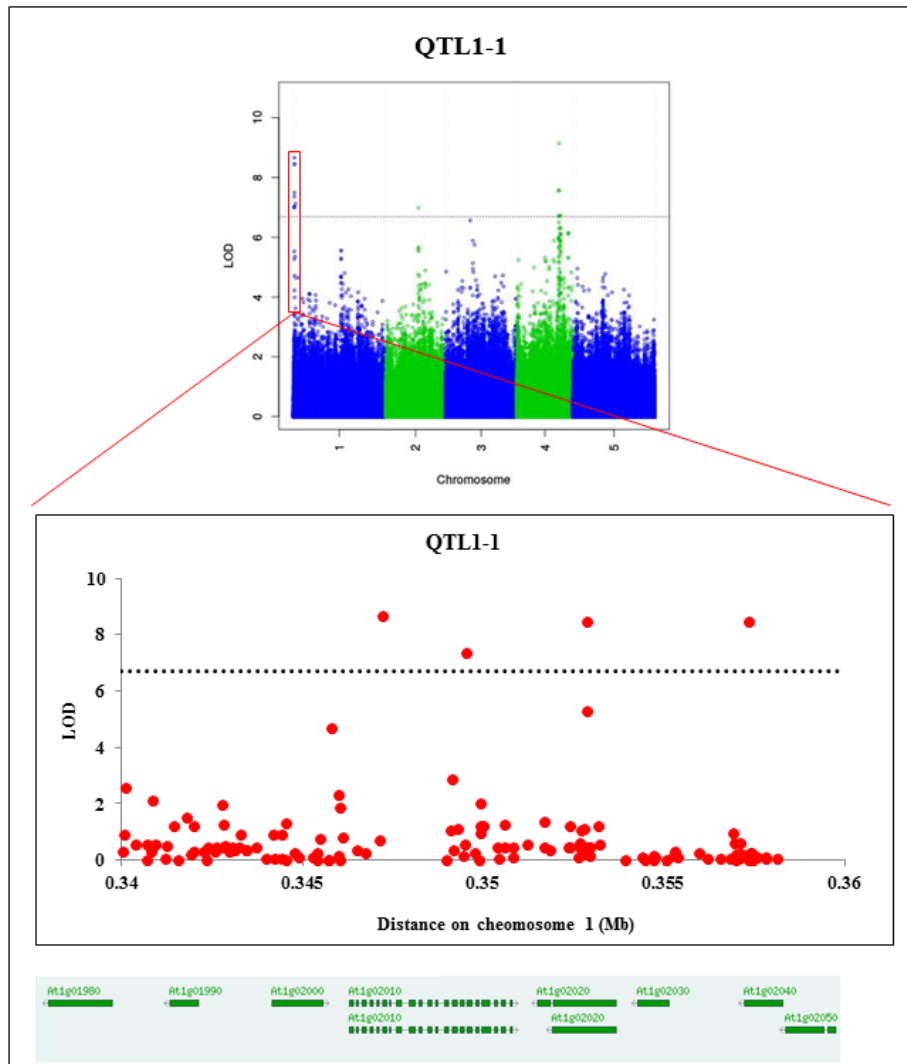 QTL1-1
10
8
6
4
2
0
LOD
1 2 3 4 5
Chromosome
QTL1-1
10
8
6
4
2
0
LOD
0.34 0.345 0.35 0.355 0.36
Distance on cheomosome 1 (Mb)
At1g01980 At1g01990 At1g02000 At1g02010 At1g02020 At1g02030 At1g02040
At1g02010 At1g02020 At1g02050